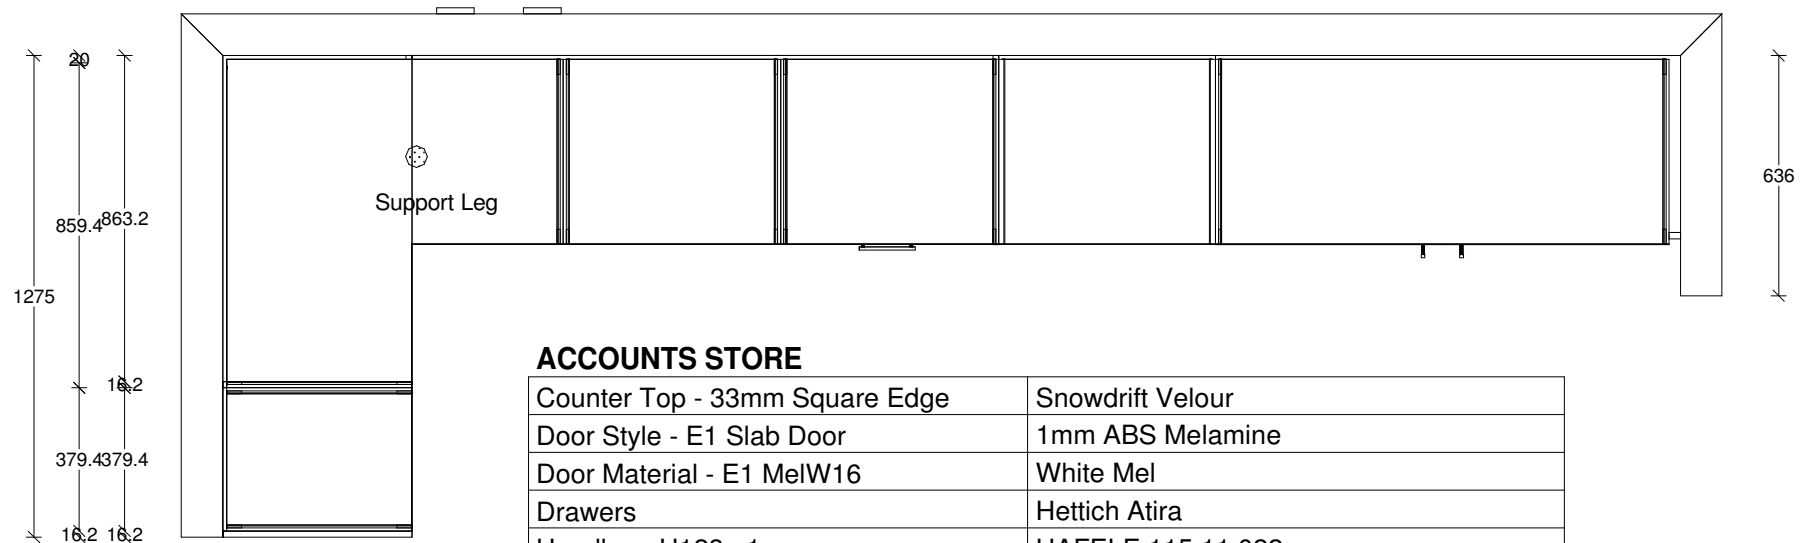 20
859.4
863.2
636
1275
Support Leg
16.2
379.4
379.4
16.2
16.2
ACCOUNTS STORE
Counter Top - 33mm Square Edge Snowdrift Velour
Door Style - E1 Slab Door 1mm ABS Melamine
Door Material - E1 MelW16 White Mel
Drawers Hettich Atira